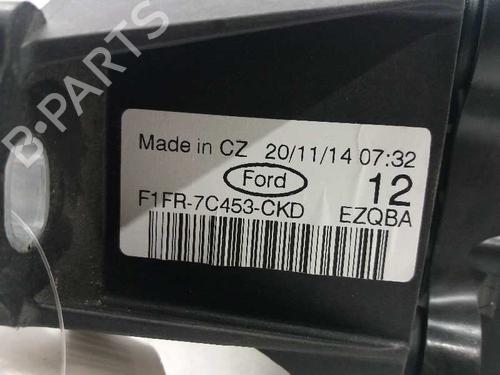 B-PARTS
Made in CZ 20/11/14 07:32
Ford 12
F1FR-7C453-CKD EZQBA